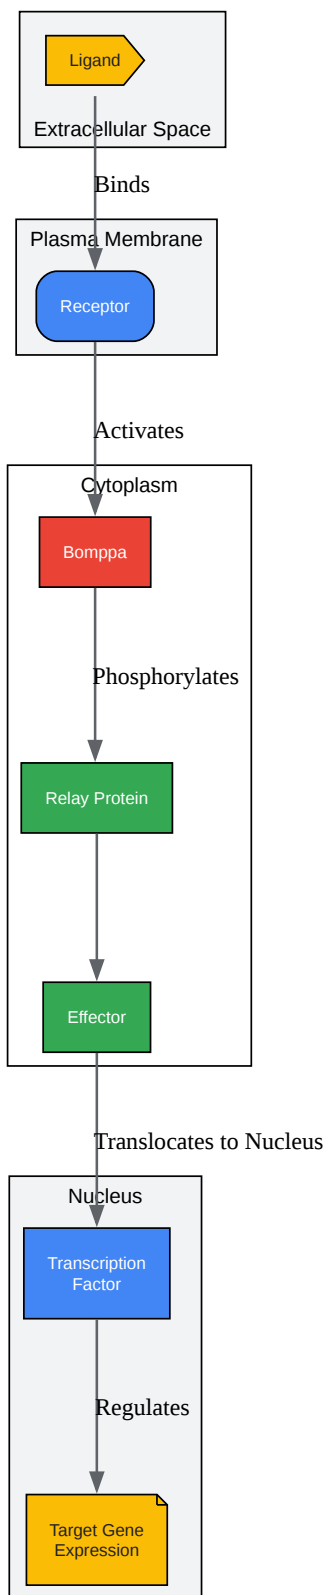 Ligand
Extracellular Space
Binds
Plasma Membrane
Receptor
Activates
Cytoplasm
Bomppa
Phosphorylates
Relay Protein
Effector
Translocates to Nucleus
Nucleus
Transcription
Factor
Regulates
Target Gene
Expression